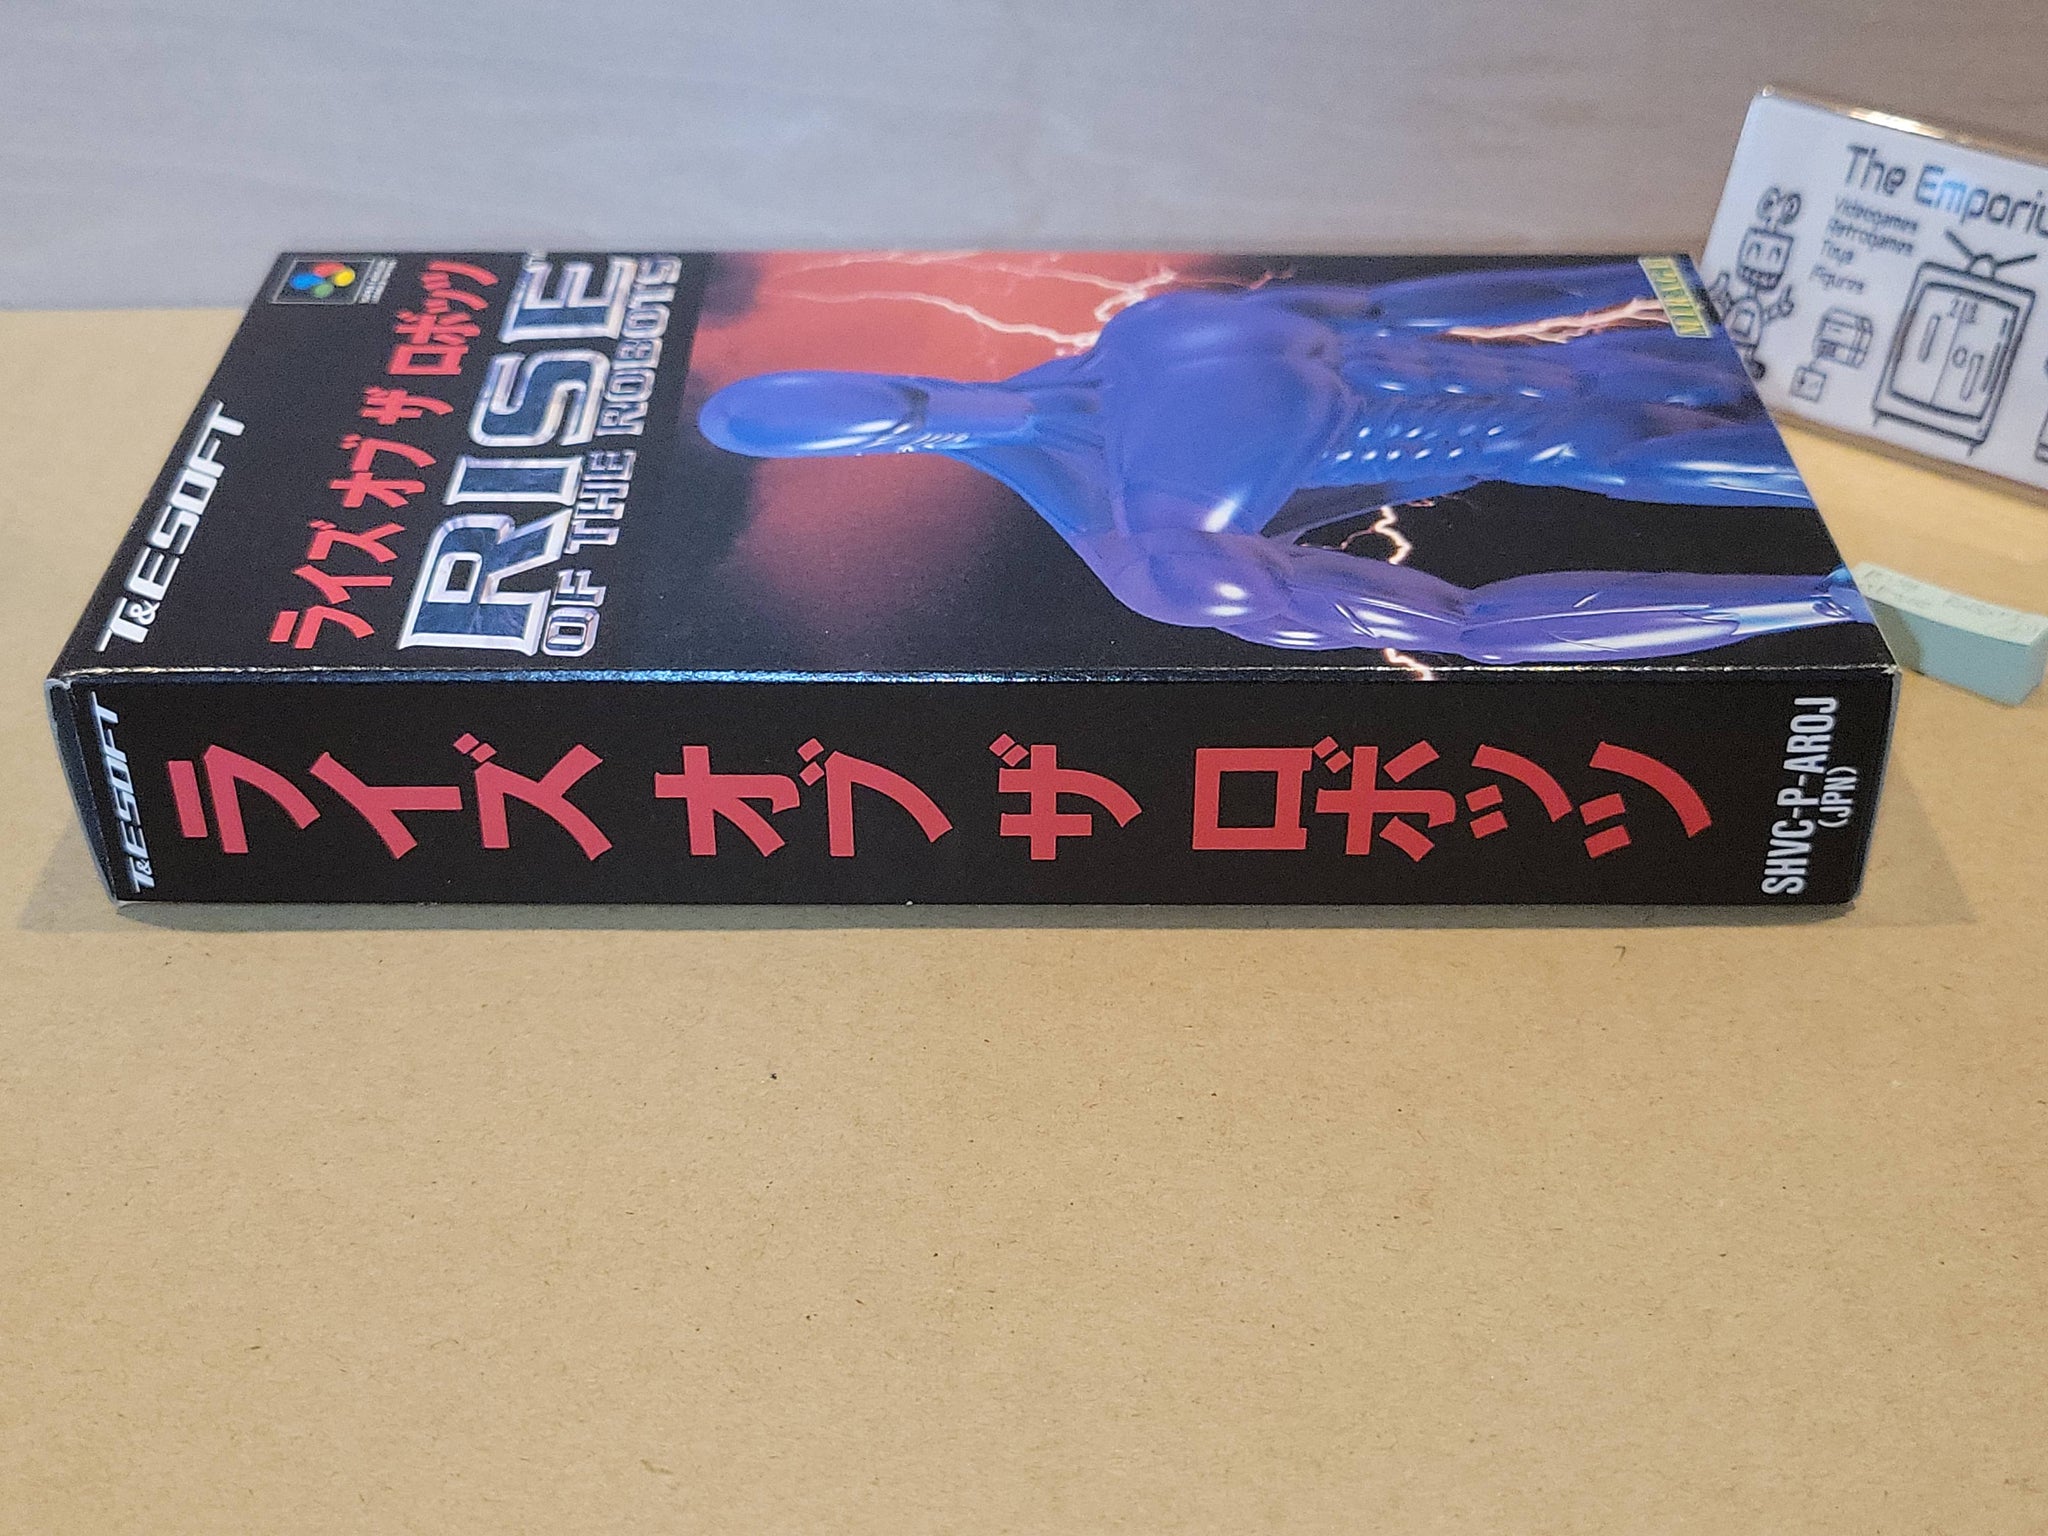 T&ESOFT
ライズ オブ ザ ロボッツ
RISE
OF THE ROBOTS
MIRAGE
T&ESOFT
ライズ オブ ザ ロボッツ
SHVC-P-AROJ
(JPN)
The Emporiu
Videogames
Retrogames
Toys
Figures